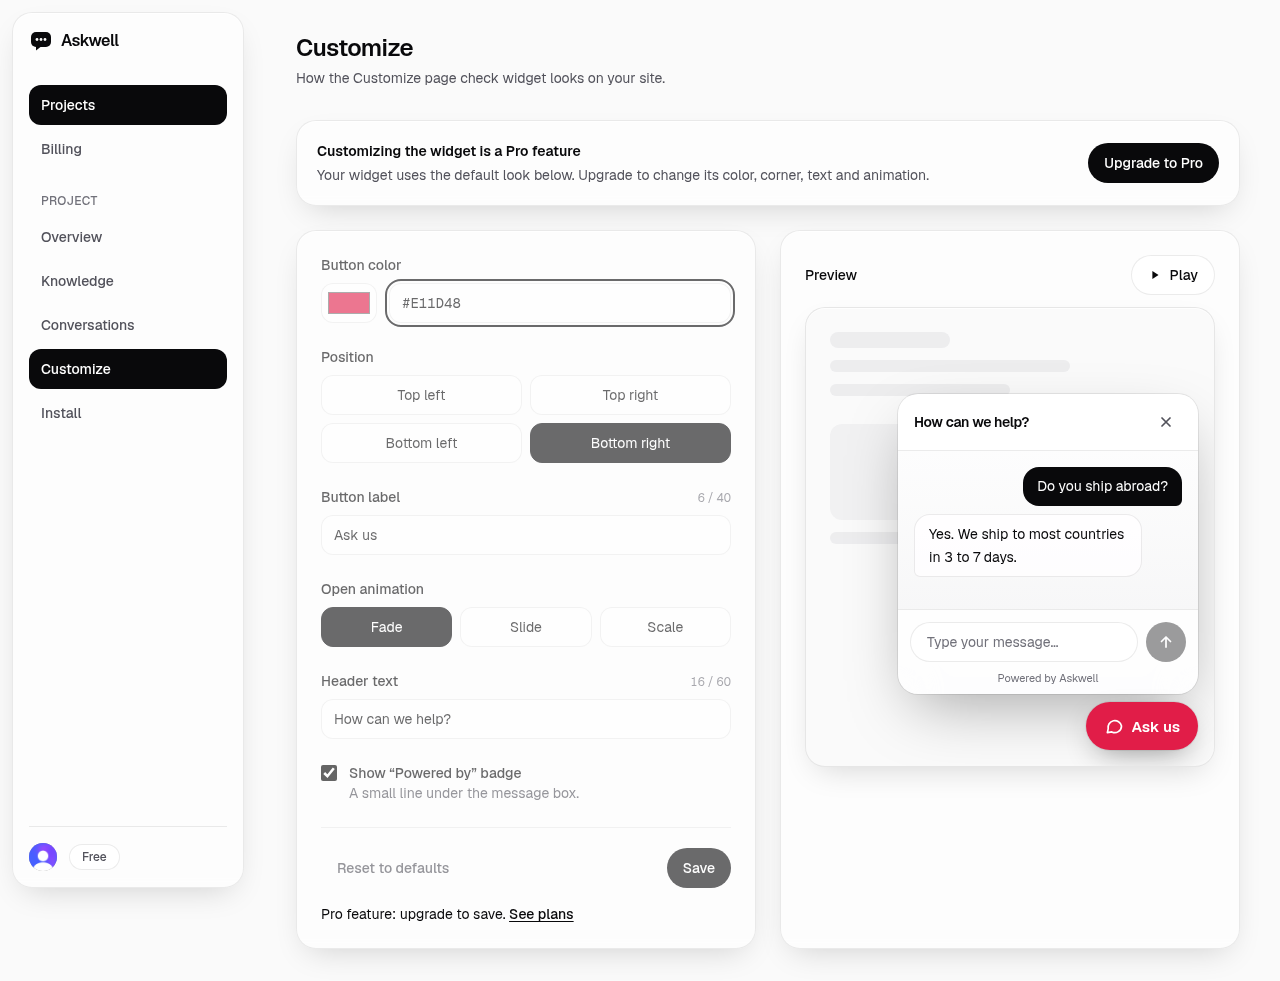 Askwell
Projects
Billing
PROJECT
Overview
Knowledge
Conversations
Customize
Install
Free
Customize
How the Customize page check widget looks on your site.
Customizing the widget is a Pro feature
Your widget uses the default look below. Upgrade to change its color, corner, text and animation.
Upgrade to Pro
Button color
#E11D48
Position
Top left
Top right
Bottom left
Bottom right
Button label
6 / 40
Ask us
Open animation
Fade
Slide
Scale
Header text
16 / 60
How can we help?
Show “Powered by” badge
A small line under the message box.
Reset to defaults
Save
Pro feature: upgrade to save. See plans
Preview
Play
How can we help?
Do you ship abroad?
Yes. We ship to most countries
in 3 to 7 days.
Type your message…
Powered by Askwell
Ask us